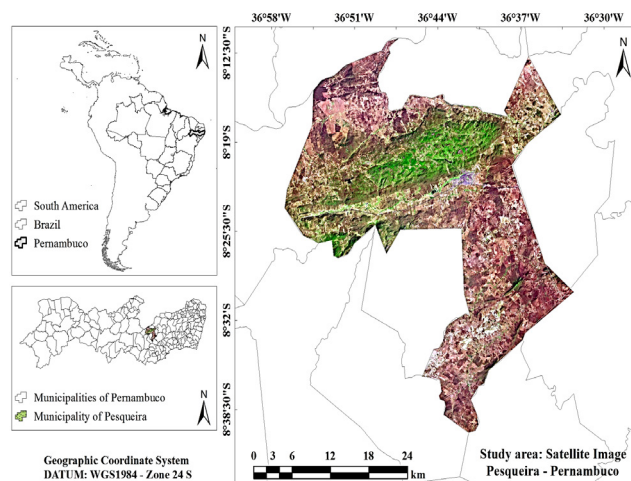 36°58'W 36°51'W 36°44'W 36°37'W 36°30'W
N
N
8°12'30"S
8°19'S
8°25'30"S
8°32'S
8°38'30"S
South America
Brazil
Pernambuco
Municipalities of Pernambuco
Municipality of Pesqueira
N
Geographic Coordinate System
DATUM: WGS1984 - Zone 24 S
0 3 6 12 18 24
km
Study area: Satellite Image
Pesqueira - Pernambuco